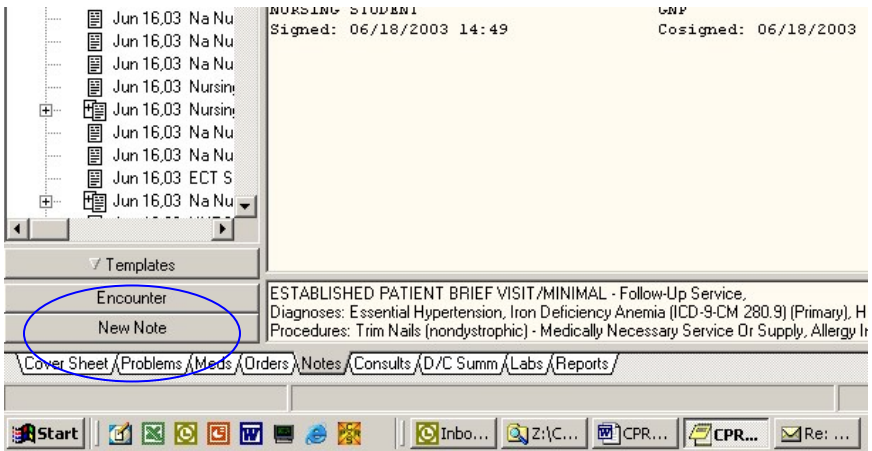 NURSING STUDENT GNP
Signed: 06/18/2003 14:49 Cosigned: 06/18/2003
Jun 16,03 Na Nu
Jun 16,03 Na Nu
Jun 16,03 Na Nu
Jun 16,03 Nursin
Jun 16,03 Nursin
Jun 16,03 Na Nu
Jun 16,03 Na Nu
Jun 16,03 ECT S
Jun 16,03 Na Nu
Templates
Encounter
New Note
ESTABLISHED PATIENT BRIEF VISIT/MINIMAL - Follow-Up Service,
Diagnoses: Essential Hypertension, Iron Deficiency Anemia (ICD-9-CM 280.9) (Primary), H
Procedures: Trim Nails (nondystrophic) - Medically Necessary Service Or Supply, Allergy In
Cover Sheet Problems Meds Orders Notes Consults D/C Summ Labs Reports
Start Inbo... Z:\C... CPR... CPR... Re: ...